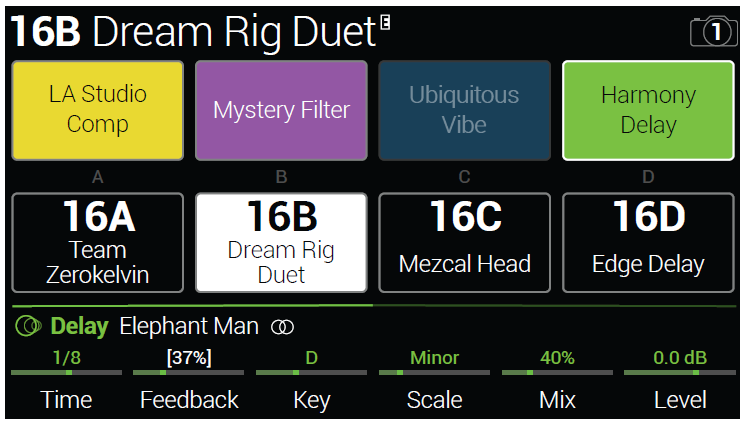 16B Dream Rig Duet E
1
LA Studio
Comp
Mystery Filter
Ubiquitous
Vibe
Harmony
Delay
A B C D
16A
Team
Zerokelvin
16B
Dream Rig
Duet
16C
Mezcal Head
16D
Edge Delay
Delay Elephant Man
1/8 [37%] D Minor 40% 0.0 dB
Time Feedback Key Scale Mix Level